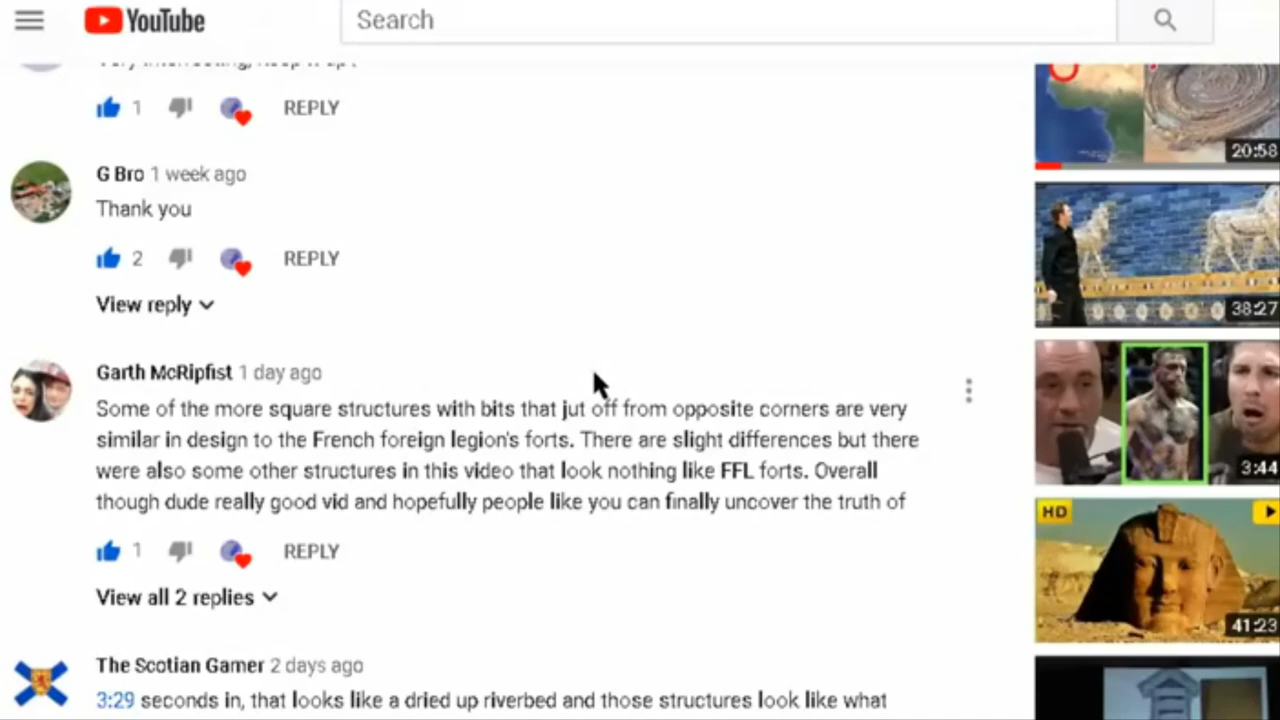 YouTube
Search
1
REPLY
20:58
G Bro 1 week ago
Thank you
2
REPLY
View reply
38:27
Garth McRipfist 1 day ago
Some of the more square structures with bits that jut off from opposite corners are very
similar in design to the French foreign legion's forts. There are slight differences but there
were also some other structures in this video that look nothing like FFL forts. Overall
though dude really good vid and hopefully people like you can finally uncover the truth of
3:44
1
REPLY
HD
View all 2 replies
41:23
The Scotian Gamer 2 days ago
3:29 seconds in, that looks like a dried up riverbed and those structures look like what